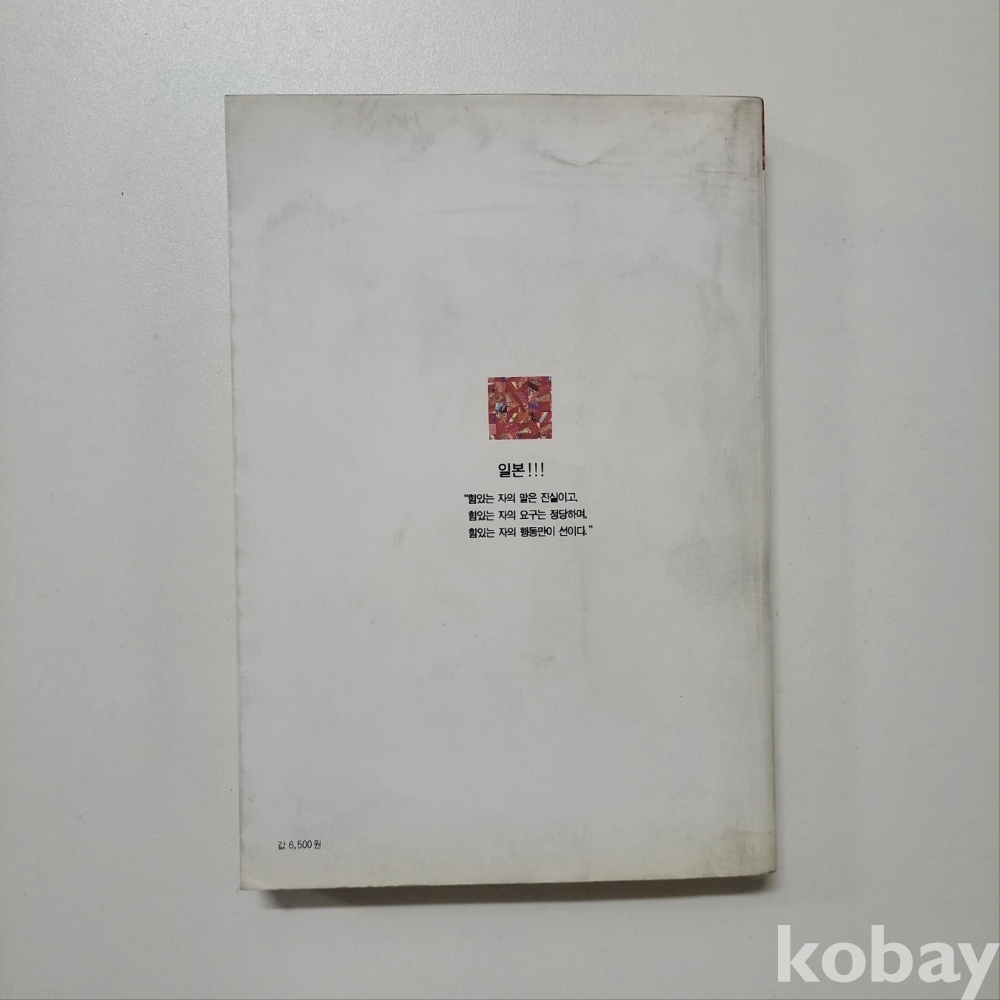 일본!!!
"힘있는 자의 말은 진실이고,
힘있는 자의 요구는 정당하며,
힘있는 자의 행동만이 선이다."
값 6,500원
kobay